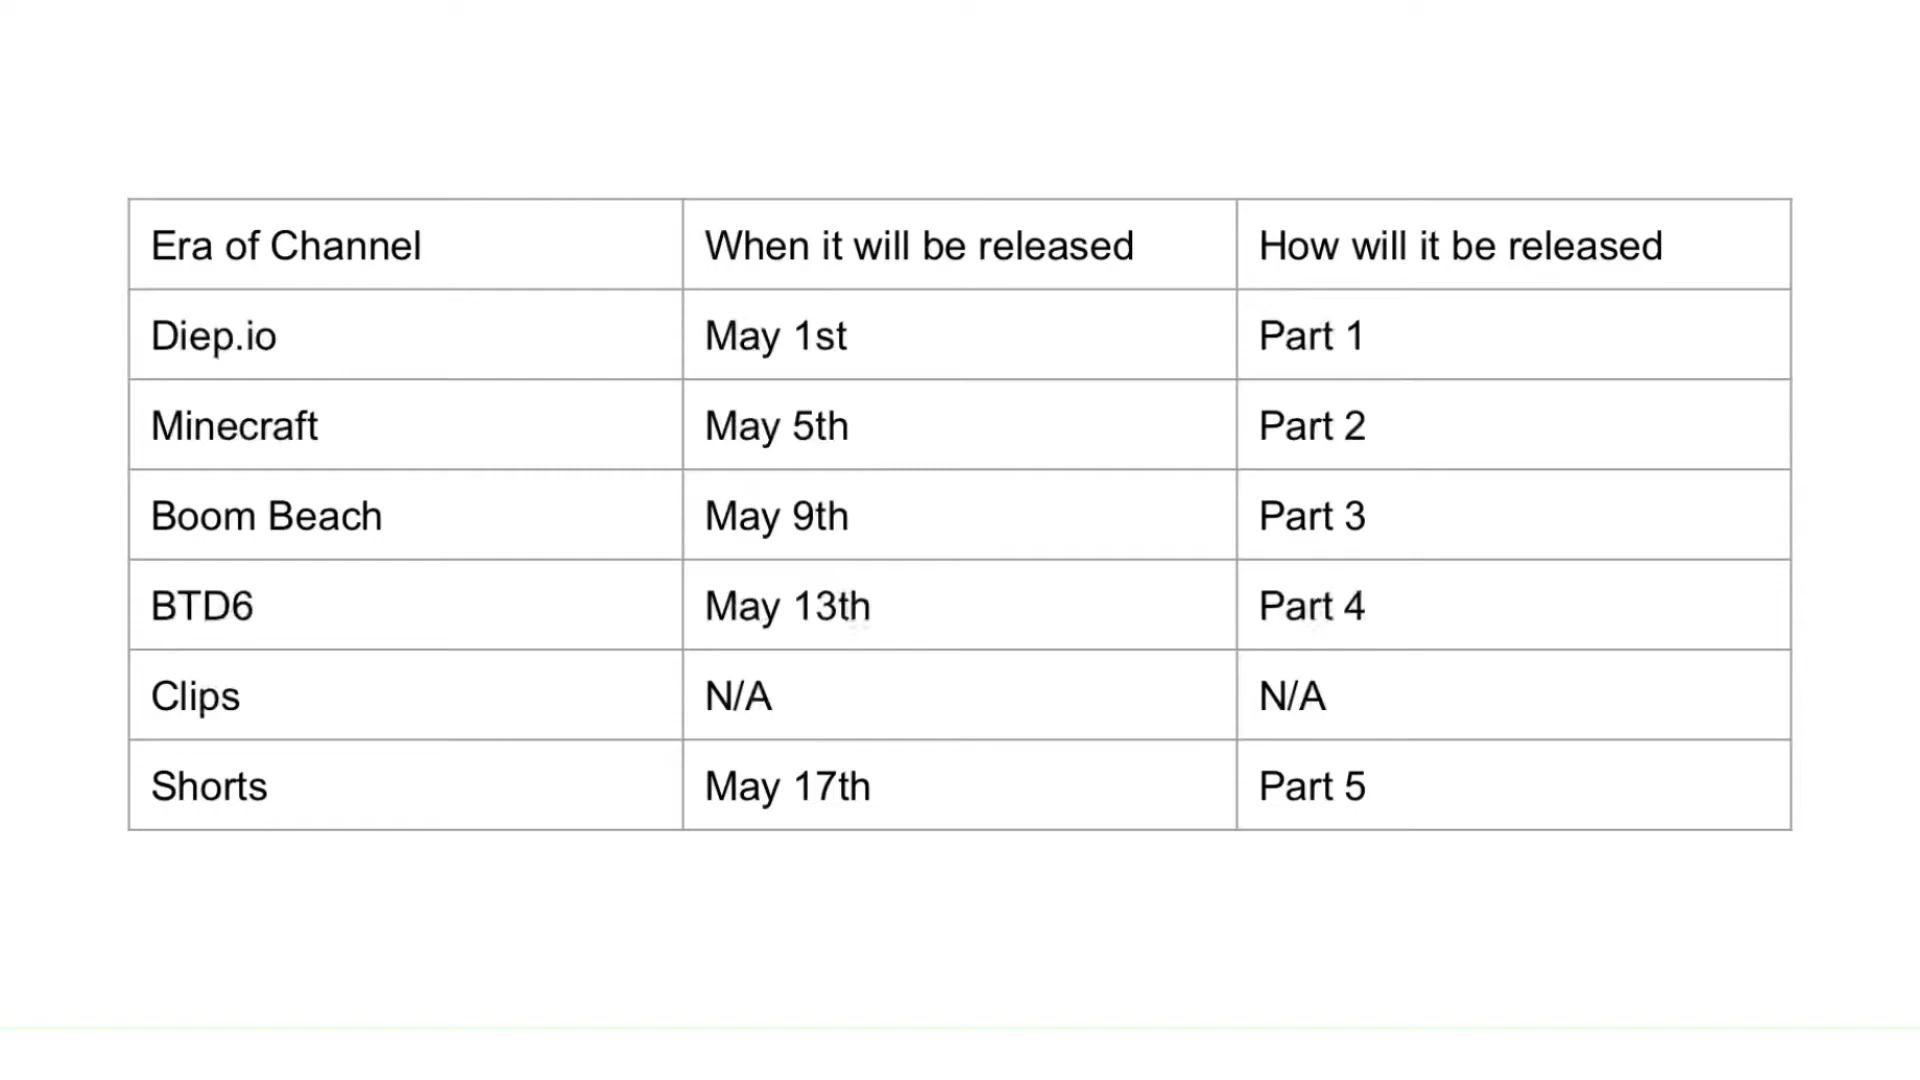 Era of Channel When it will be released How will it be released
Diep.io May 1st Part 1
Minecraft May 5th Part 2
Boom Beach May 9th Part 3
BTD6 May 13th Part 4
Clips N/A N/A
Shorts May 17th Part 5